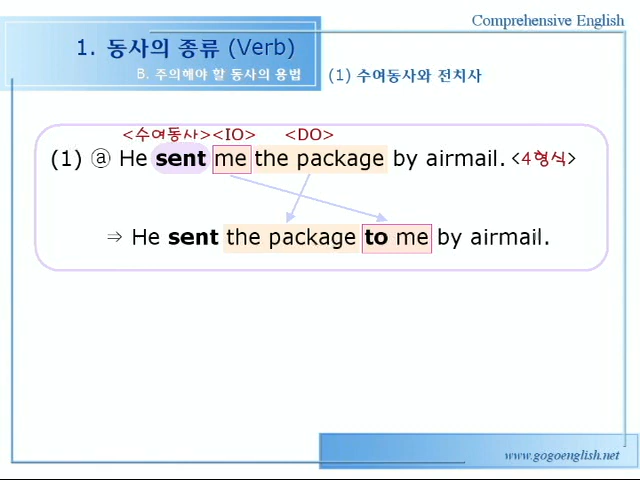 Comprehensive English
1. 동사의 종류 (Verb)
B. 주의해야 할 동사의 용법
(1) 수여동사와 전치사
<수여동사><IO> <DO>
(1) ⓐ He sent me the package by airmail. <4형식>
⇒ He sent the package to me by airmail.
www.gogoenglish.net